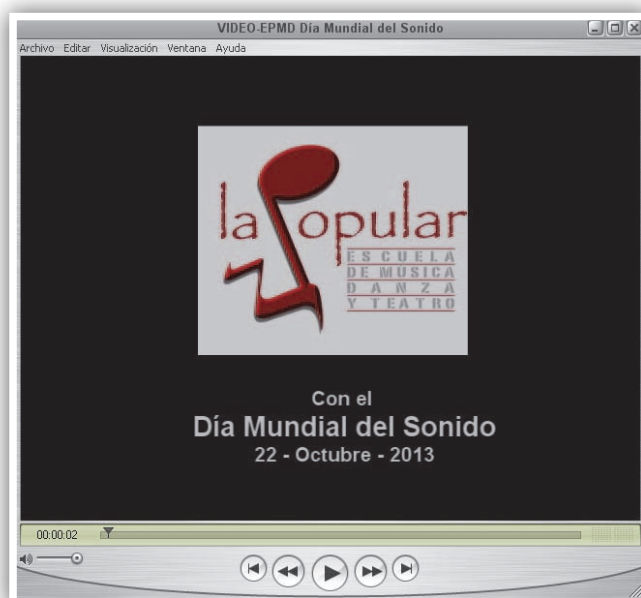 VIDEO-EPMD Día Mundial del Sonido
Archivo Editar Visualización Ventana Ayuda
la Popular
ESCUELA
DE MUSICA
DANZA
Y TEATRO
Con el
Día Mundial del Sonido
22 - Octubre - 2013
00:00:02